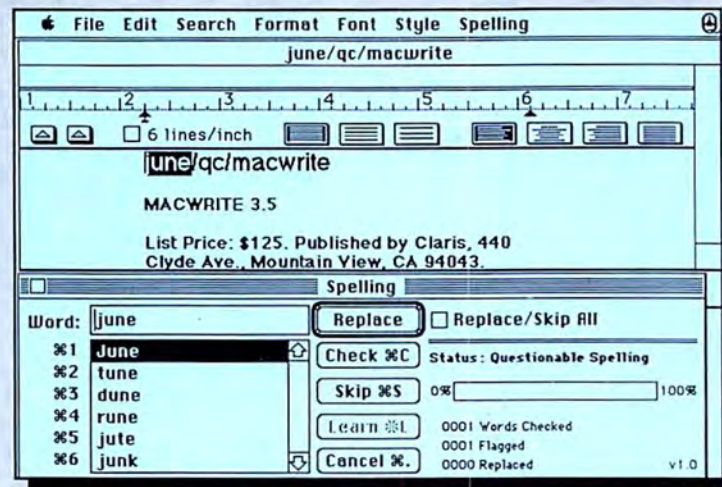 File Edit Search Format Font Style Spelling
june/qc/macwrite
1 2 3 4 5 6 7
6 lines/inch
june/qc/macwrite
MACWRITE 3.5
List Price: $125. Published by Claris, 440
Clyde Ave., Mountain View, CA 94043.
Spelling
Word: june Replace Replace/Skip All
⌘1 June Check ⌘C Status: Questionable Spelling
⌘2 tune
⌘3 dune Skip ⌘S 0% 100%
⌘4 rune
⌘5 jute Learn ⌘L 0001 Words Checked
0001 Flagged
⌘6 junk Cancel ⌘. 0000 Replaced v1.0